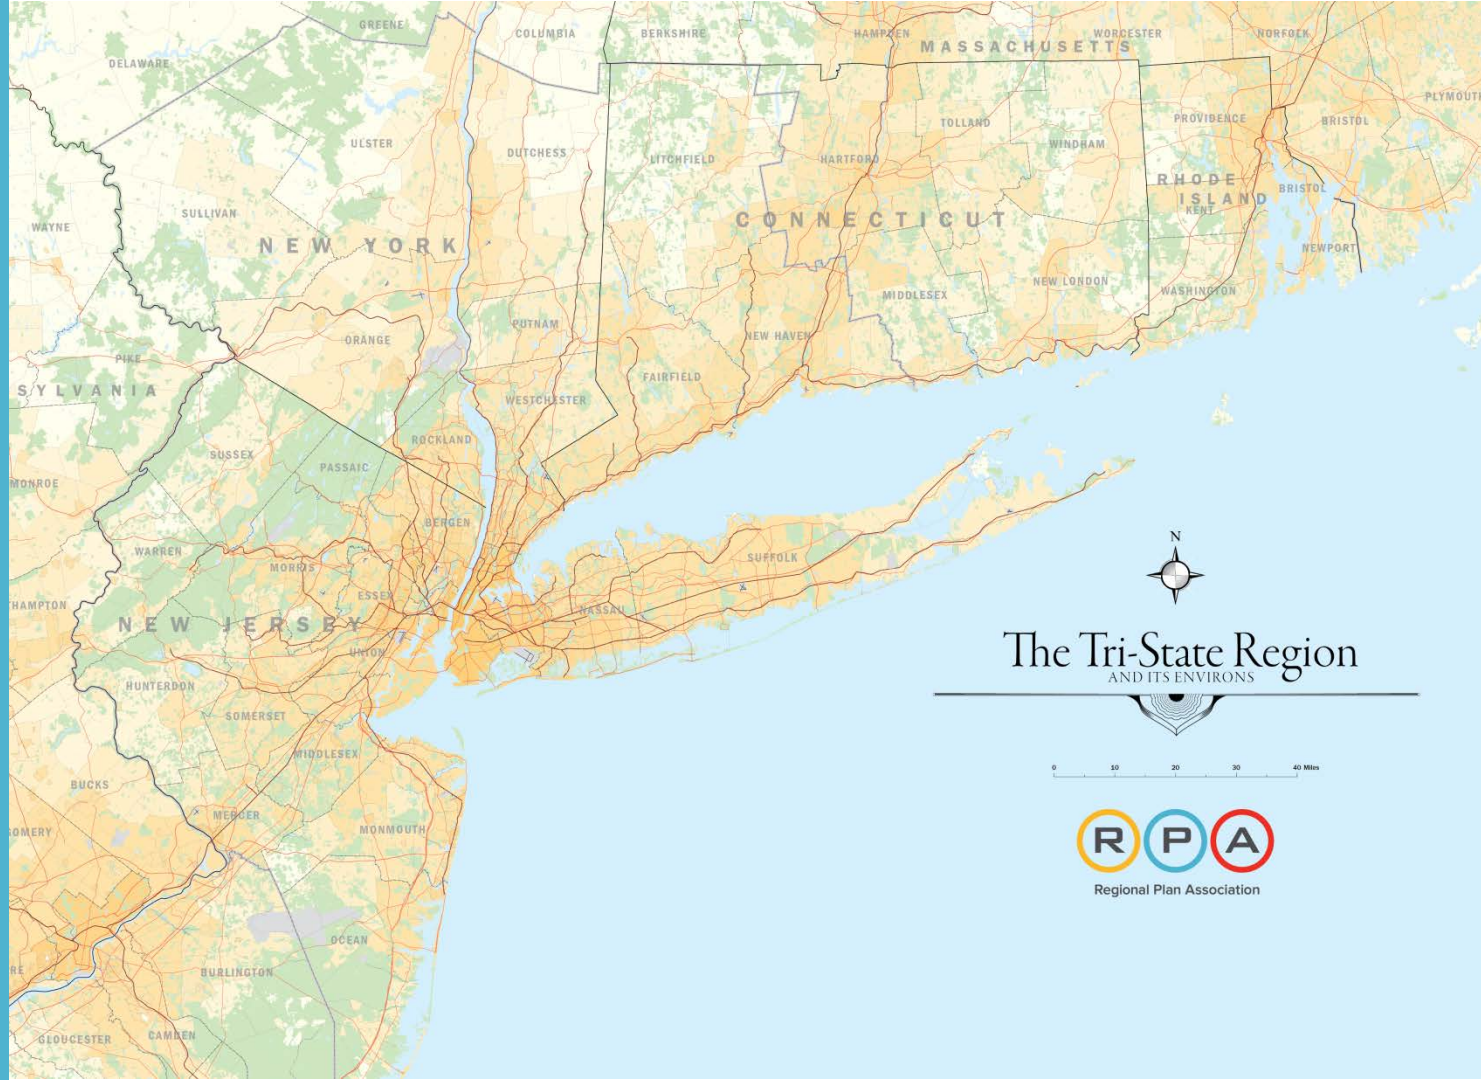 GREENE
COLUMBIA
BERKSHIRE
HAMPDEN
WORCESTER
NORFOLK
MASSACHUSETTS
DELAWARE
PLYMOUTH
ULSTER
DUTCHESS
LITCHFIELD
HARTFORD
TOLLAND
WINDHAM
PROVIDENCE
BRISTOL
RHODE
ISLAND
BRISTOL
KENT
WAYNE
SULLIVAN
NEW YORK
CONNECTICUT
NEWPORT
MIDDLESEX
NEW LONDON
WASHINGTON
PUTNAM
ORANGE
NEW HAVEN
PIKE
SYLVANIA
FAIRFIELD
WESTCHESTER
ROCKLAND
SUSSEX
PASSAIC
MONROE
BERGEN
WARREN
MORRIS
SUFFOLK
N
ESSEX
HAMPTON
NASSAU
NEW JERSEY
UNION
The Tri-State Region
AND ITS ENVIRONS
HUNTERDON
SOMERSET
MIDDLESEX
0 10 20 30 40 Miles
BUCKS
MERCER
MONMOUTH
GOMERY
R P A
Regional Plan Association
OCEAN
RE
BURLINGTON
GLOUCESTER
CAMDEN